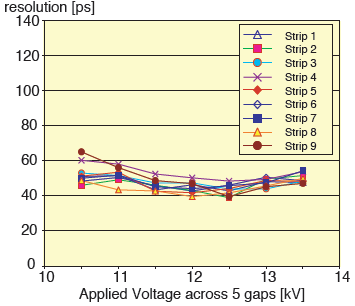 resolution [ps]
140
120
100
80
60
40
20
0
Strip 1
Strip 2
Strip 3
Strip 4
Strip 5
Strip 6
Strip 7
Strip 8
Strip 9
10 11 12 13 14
Applied Voltage across 5 gaps [kV]